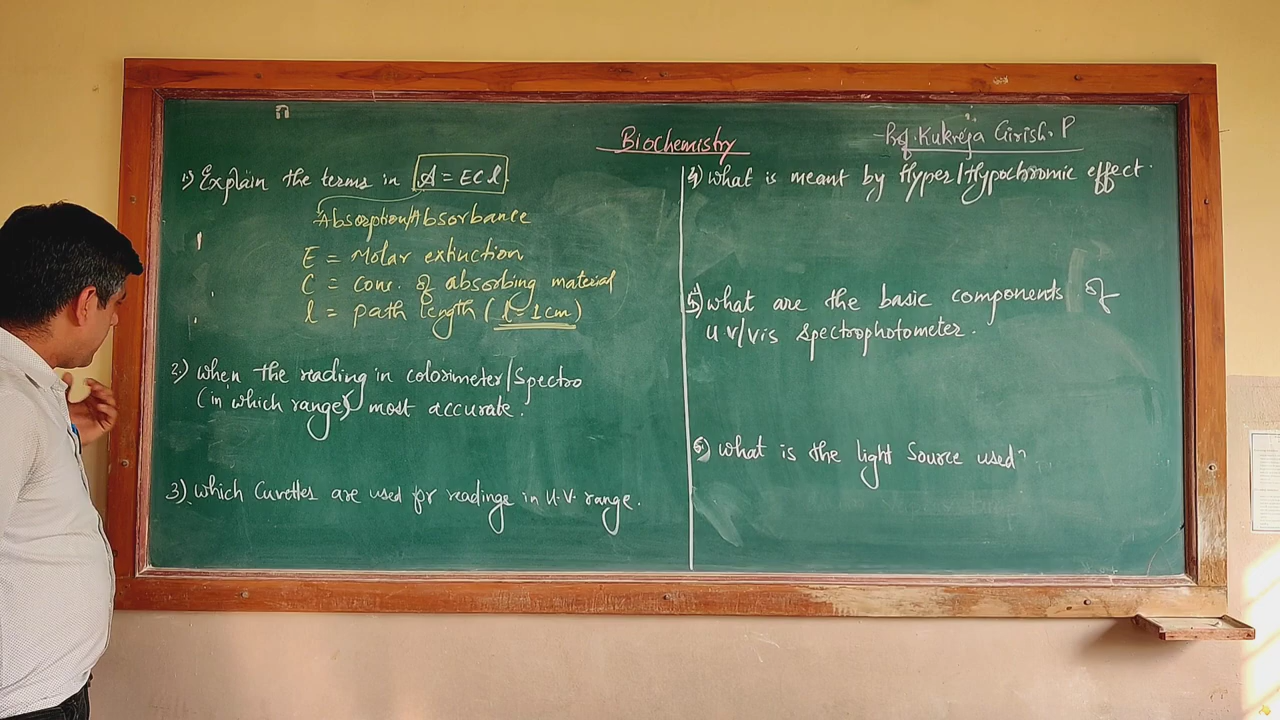 Biochemistry
Prof. Kukreja Girish. P
1) Explain the terms in A = ECl
Absorption/Absorbance
E = Molar extinction
C = conc. of absorbing material
l = path length (l = 1cm)
2) when the reading in colorimeter/Spectro
(in which range) most accurate.
3) which Cuvettes are used for readinge in U.V. range.
4) what is meant by Hyper/Hypochromic effect.
5) what are the basic components of
UV/Vis Spectrophotometer.
6) what is the light Source used?